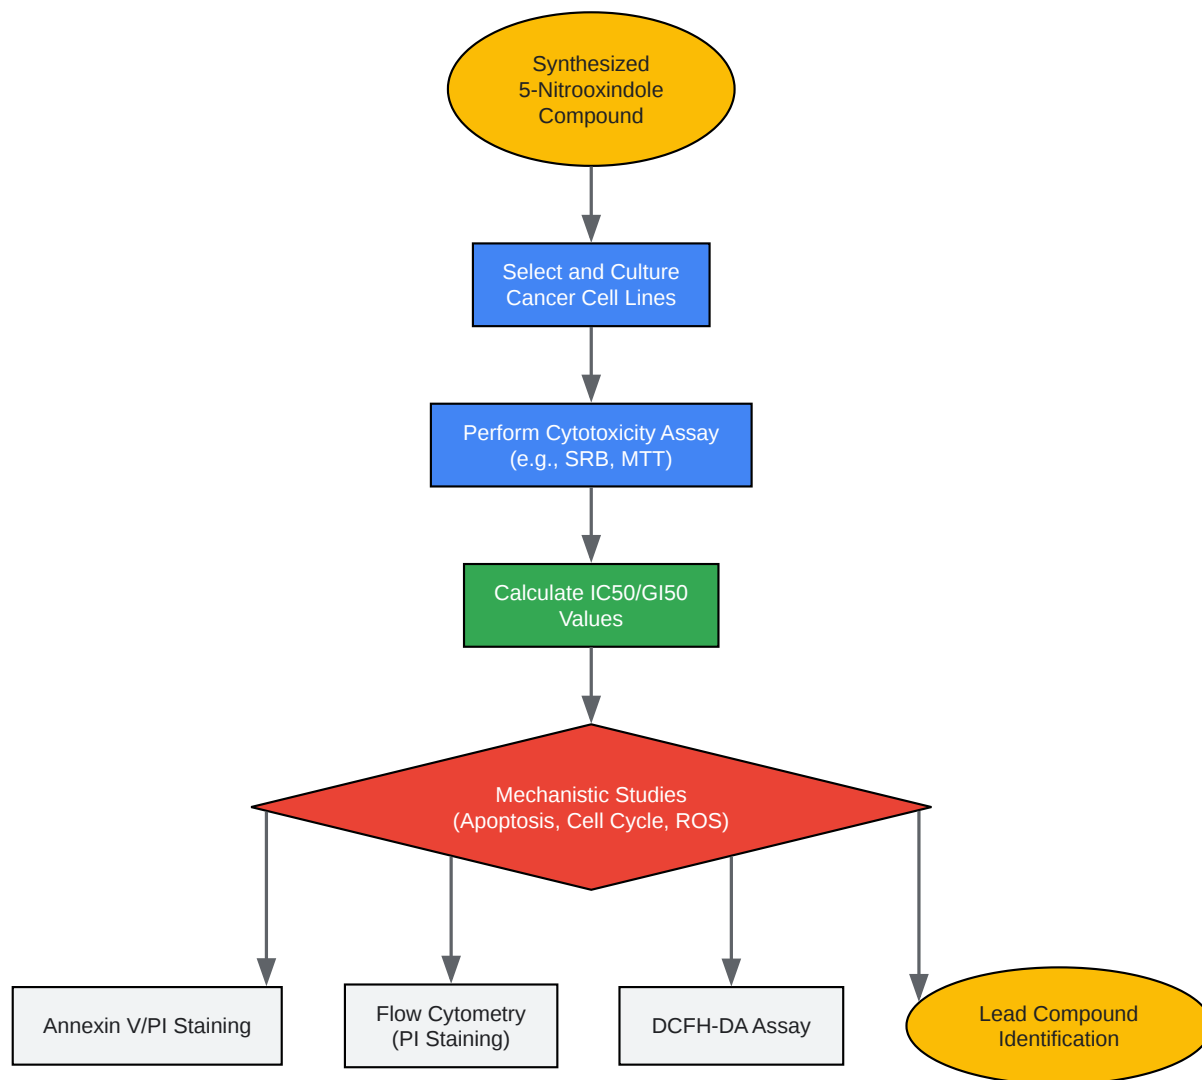 Synthesized
5-Nitrooxindole
Compound
Select and Culture
Cancer Cell Lines
Perform Cytotoxicity Assay
(e.g., SRB, MTT)
Calculate IC50/GI50
Values
Mechanistic Studies
(Apoptosis, Cell Cycle, ROS)
Annexin V/PI Staining
Flow Cytometry
(PI Staining)
DCFH-DA Assay
Lead Compound
Identification